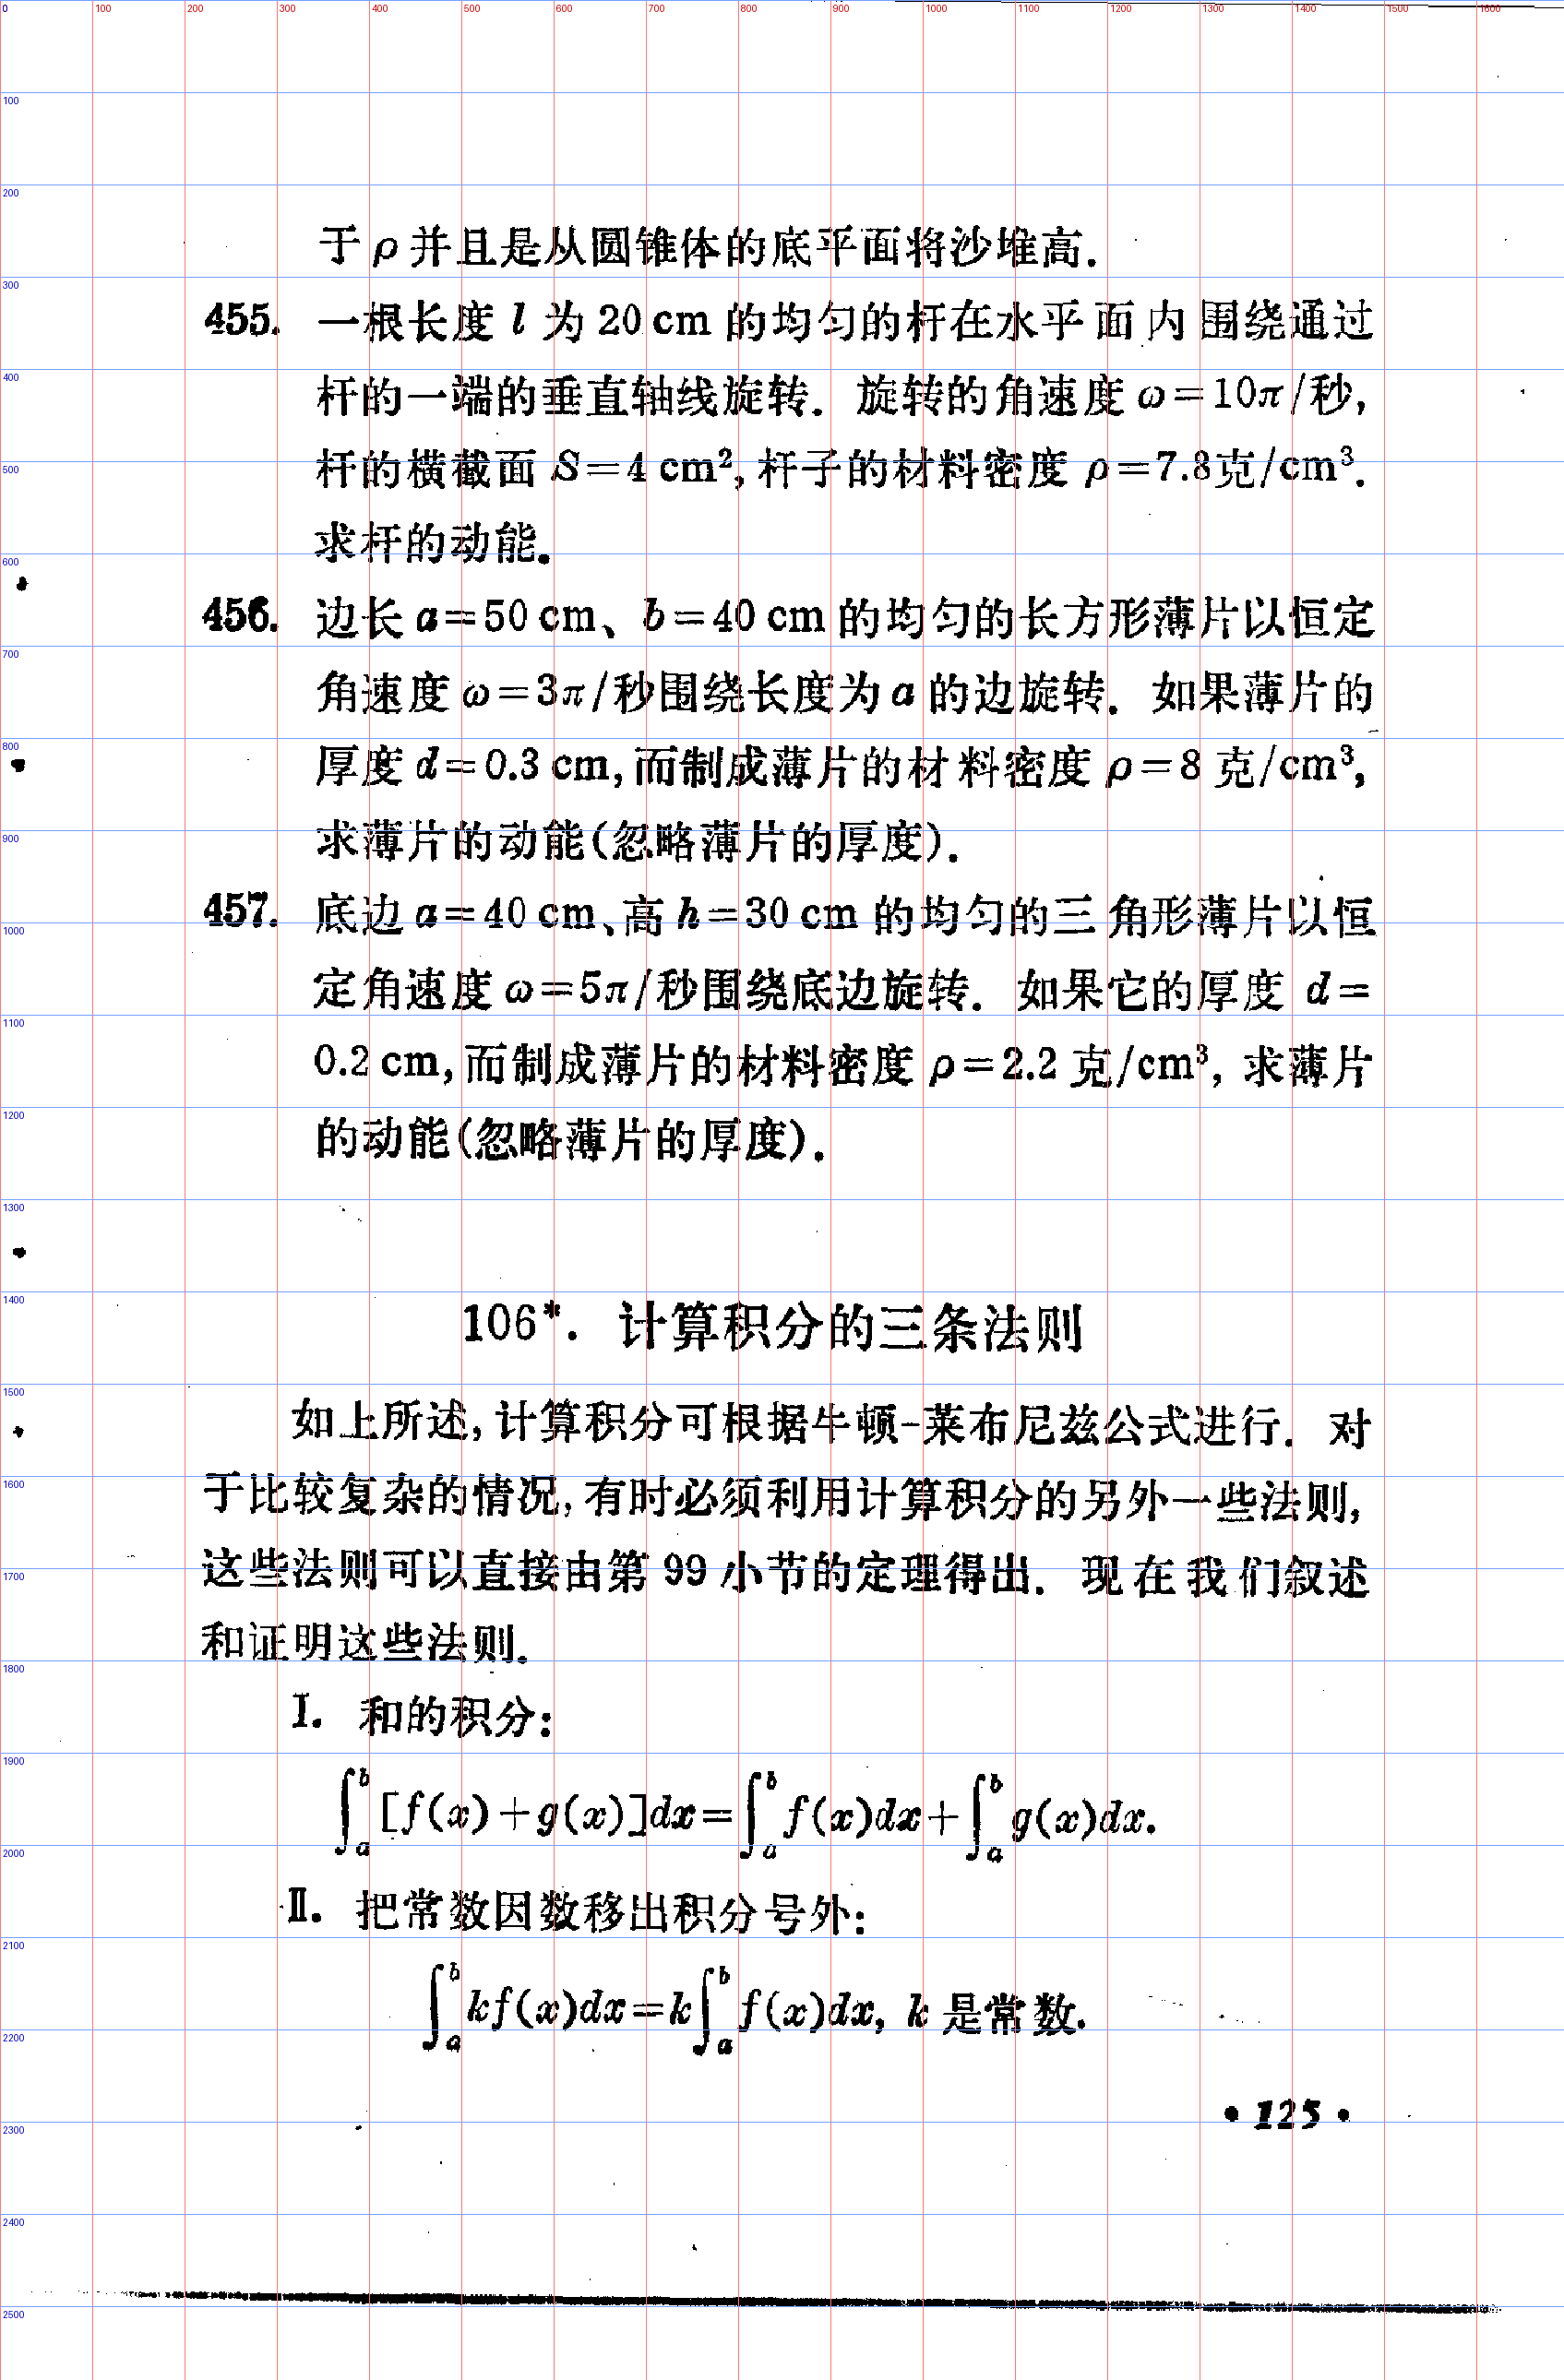 于 ρ 并且是从圆锥体的底平面将沙堆高.
455. 一根长度 l 为 20 cm 的均匀的杆在水平面内围绕通过
杆的一端的垂直轴线旋转. 旋转的角速度 ω=10π/秒,
杆的横截面 S=4 cm², 杆子的材料密度 ρ=7.8克/cm³.
求杆的动能.
456. 边长 a=50 cm、b=40 cm 的均匀的长方形薄片以恒定
角速度 ω=3π/秒围绕长度为 a 的边旋转. 如果薄片的
厚度 d=0.3 cm, 而制成薄片的材料密度 ρ=8 克/cm³,
求薄片的动能(忽略薄片的厚度).
457. 底边 a=40 cm、高 h=30 cm 的均匀的三角形薄片以恒
定角速度 ω=5π/秒围绕底边旋转. 如果它的厚度 d=
0.2 cm, 而制成薄片的材料密度 ρ=2.2 克/cm³, 求薄片
的动能(忽略薄片的厚度).
106*. 计算积分的三条法则
如上所述, 计算积分可根据牛顿-莱布尼兹公式进行. 对
于比较复杂的情况, 有时必须利用计算积分的另外一些法则,
这些法则可以直接由第 99 小节的定理得出. 现在我们叙述
和证明这些法则.
I. 和的积分:
∫_a^b [f(x)+g(x)]dx=∫_a^b f(x)dx+∫_a^b g(x)dx.
II. 把常数因数移出积分号外:
∫_a^b kf(x)dx=k∫_a^b f(x)dx, k 是常数.
• 125 •